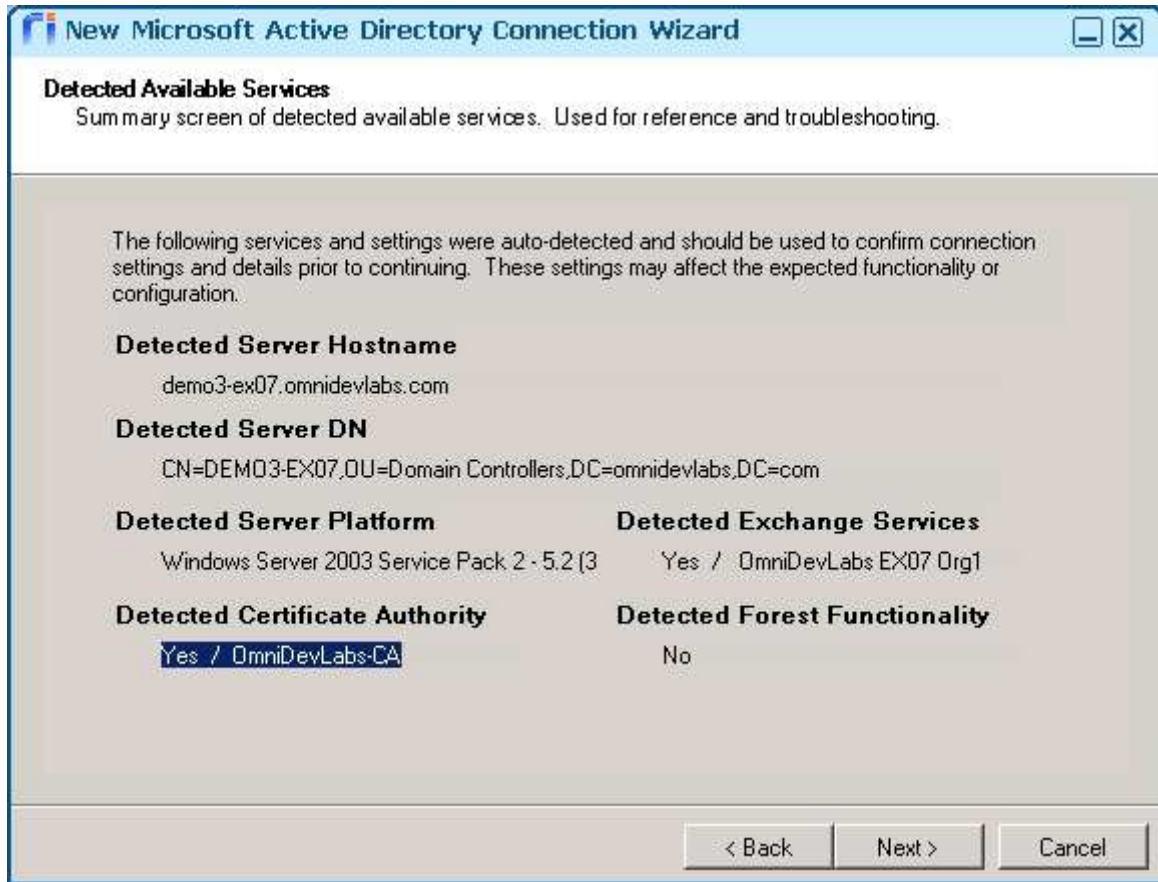 New Microsoft Active Directory Connection Wizard
Detected Available Services
Summary screen of detected available services. Used for reference and troubleshooting.
The following services and settings were auto-detected and should be used to confirm connection
settings and details prior to continuing. These settings may affect the expected functionality or
configuration.
Detected Server Hostname
demo3-ex07.omnidevlabs.com
Detected Server DN
CN=DEMO3-EX07,OU=Domain Controllers,DC=omnidevlabs,DC=com
Detected Server Platform
Windows Server 2003 Service Pack 2 - 5.2 (3
Detected Exchange Services
Yes / OmniDevLabs EX07 Org1
Detected Certificate Authority
Yes / OmniDevLabs-CA
Detected Forest Functionality
No
< Back
Next >
Cancel